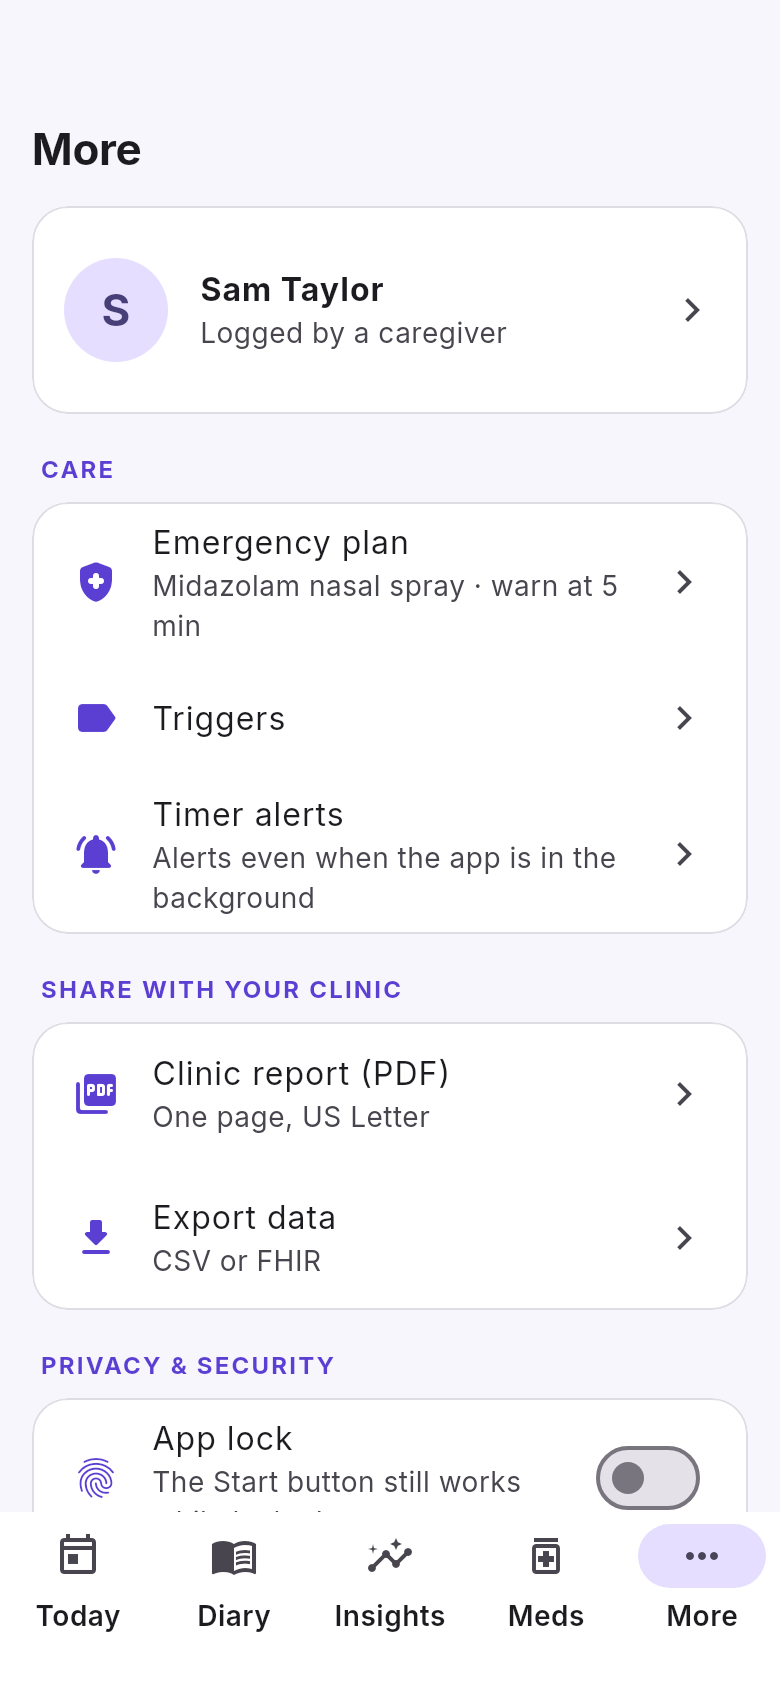 More
S
Sam Taylor
Logged by a caregiver
CARE
Emergency plan
Midazolam nasal spray · warn at 5
min
Triggers
Timer alerts
Alerts even when the app is in the
background
SHARE WITH YOUR CLINIC
PDF
Clinic report (PDF)
One page, US Letter
Export data
CSV or FHIR
PRIVACY & SECURITY
App lock
The Start button still works
Today
Diary
Insights
Meds
More